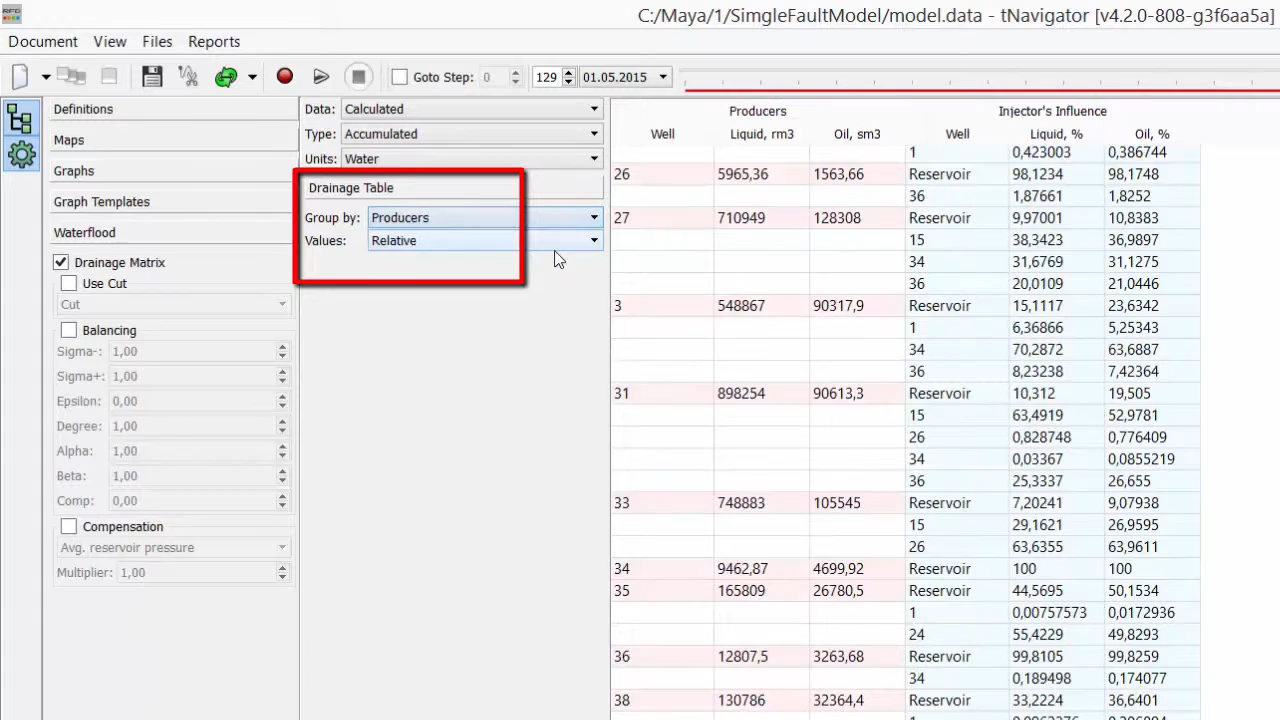 RFD
C:/Maya/1/SimpleFaultModel/model.data - tNavigator [v4.2.0-808-g3f6aa5a]
Document View Files Reports
Goto Step: 0 129 01.05.2015
Definitions
Maps
Graphs
Graph Templates
Waterflood
Drainage Matrix
Use Cut
Cut
Balancing
Sigma-: 1,00
Sigma+: 1,00
Epsilon: 0,00
Degree: 1,00
Alpha: 1,00
Beta: 1,00
Comp: 0,00
Compensation
Avg. reservoir pressure
Multiplier: 1,00
Data: Calculated
Type: Accumulated
Units: Water
Drainage Table
Group by: Producers
Values: Relative
Producers Injector's Influence
Well Liquid, rm3 Oil, sm3 Well Liquid, % Oil, %
1 0,423003 0,386744
26 5965,36 1563,66 Reservoir 98,1234 98,1748
36 1,87661 1,8252
27 710949 128308 Reservoir 9,97001 10,8383
15 38,3423 36,9897
34 31,6769 31,1275
36 20,0109 21,0446
3 548867 90317,9 Reservoir 15,1117 23,6342
1 6,36866 5,25343
34 70,2872 63,6887
36 8,23238 7,42364
31 898254 90613,3 Reservoir 10,312 19,505
15 63,4919 52,9781
26 0,828748 0,776409
34 0,03367 0,0855219
36 25,3337 26,655
33 748883 105545 Reservoir 7,20241 9,07938
15 29,1621 26,9595
26 63,6355 63,9611
34 9462,87 4699,92 Reservoir 100 100
35 165809 26780,5 Reservoir 44,5695 50,1534
1 0,00757573 0,0172936
24 55,4229 49,8293
36 12807,5 3263,68 Reservoir 99,8105 99,8259
34 0,189498 0,174077
38 130786 32364,4 Reservoir 33,2224 36,6401